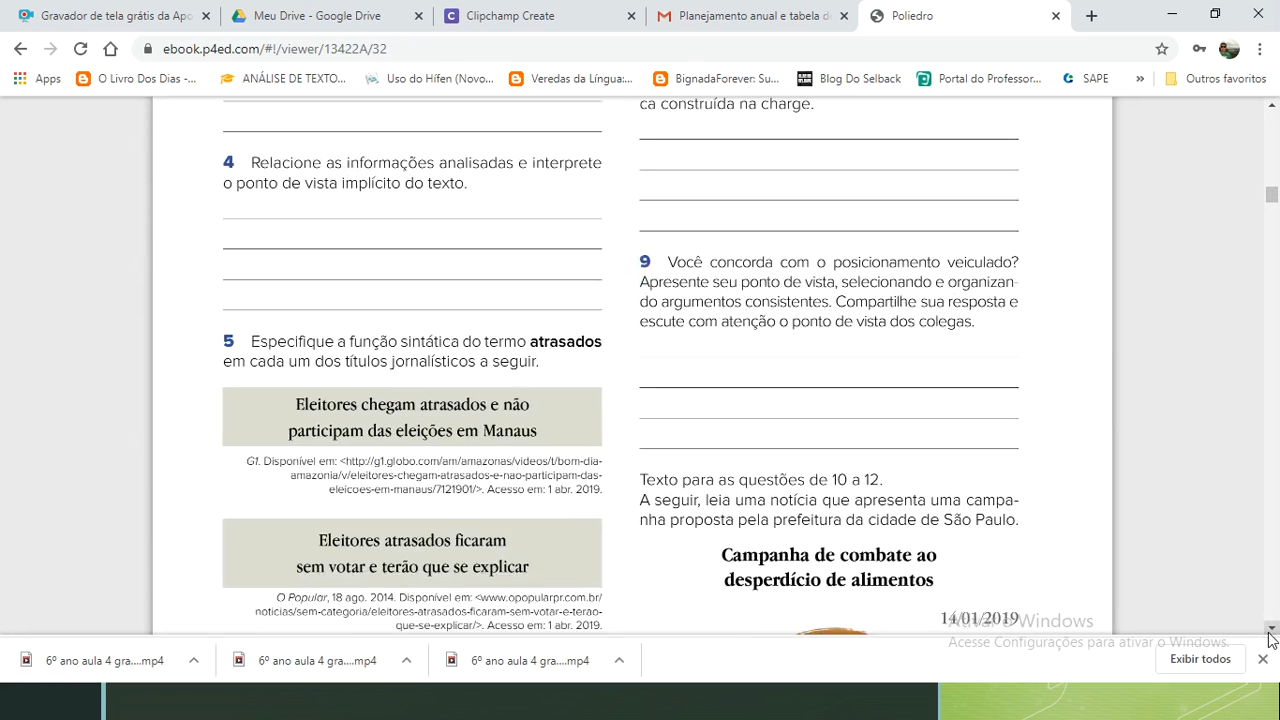 Gravador de tela grátis da Apo
Meu Drive - Google Drive
Clipchamp Create
Planejamento anual e tabela de
Poliedro
ebook.p4ed.com/#!/viewer/13422A/32
Apps
O Livro Dos Dias -...
ANÁLISE DE TEXTO...
Uso do Hífen (Novo...
Veredas da Língua:...
BignadaForever: Su...
Blog Do Selback
Portal do Professor...
SAPE
»
Outros favoritos
4 Relacione as informações analisadas e interprete
o ponto de vista implícito do texto.
5 Especifique a função sintática do termo atrasados
em cada um dos títulos jornalísticos a seguir.
Eleitores chegam atrasados e não
participam das eleições em Manaus
G1. Disponível em: <http://g1.globo.com/am/amazonas/videos/t/bom-dia-
amazonia/v/eleitores-chegam-atrasados-e-nao-participam-das-
eleicoes-em-manaus/7121901/>. Acesso em: 1 abr. 2019.
Eleitores atrasados ficaram
sem votar e terão que se explicar
O Popular, 18 ago. 2014. Disponível em: <www.opopularpr.com.br/
noticias/sem-categoria/eleitores-atrasados-ficaram-sem-votar-e-terao-
que-se-explicar/>. Acesso em: 1 abr. 2019.
ca construída na charge.
9 Você concorda com o posicionamento veiculado?
Apresente seu ponto de vista, selecionando e organizan-
do argumentos consistentes. Compartilhe sua resposta e
escute com atenção o ponto de vista dos colegas.
Texto para as questões de 10 a 12.
A seguir, leia uma notícia que apresenta uma campa-
nha proposta pela prefeitura da cidade de São Paulo.
Campanha de combate ao
desperdício de alimentos
14/01/2019
Ativar o Windows
Acesse Configurações para ativar o Windows.
6º ano aula 4 gra....mp4
6º ano aula 4 gra....mp4
6º ano aula 4 gra....mp4
Exibir todos